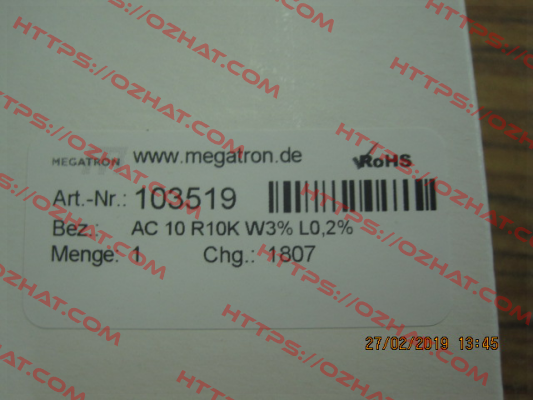 MEGATRON www.megatron.de RoHS
Art.-Nr.: 103519
Bez.: AC 10 R10K W3% L0,2%
Menge: 1 Chg.: 1807
27/02/2019 13:45
HTTPS://OZHAT.COM